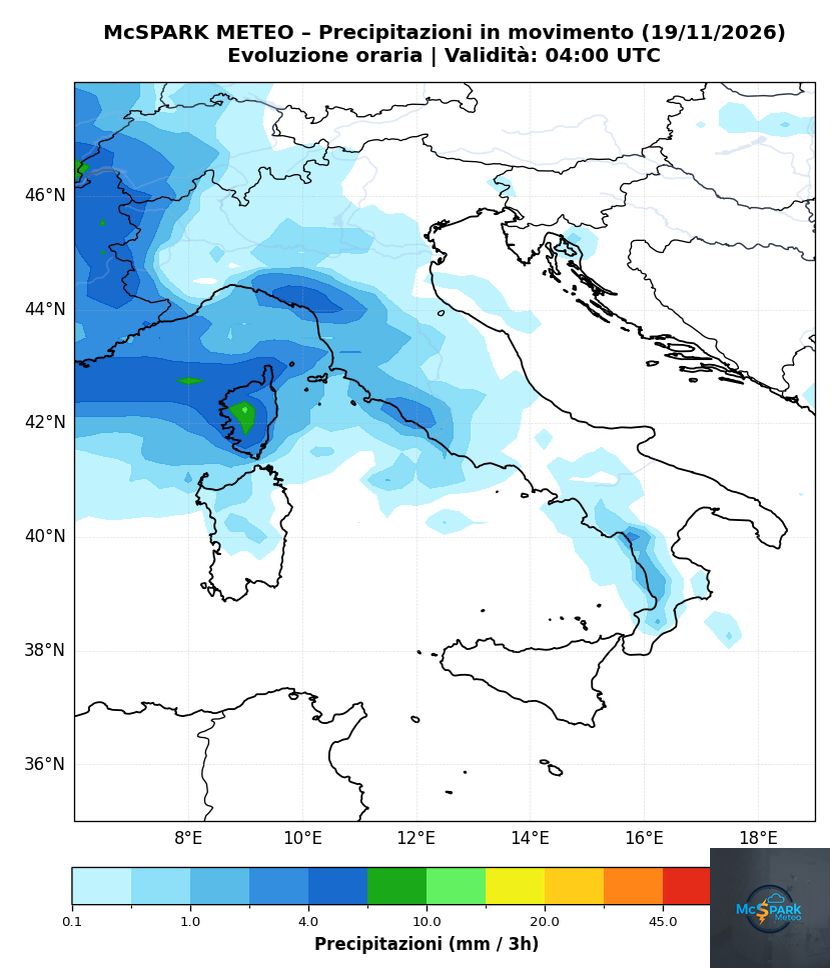 McSPARK METEO – Precipitazioni in movimento (19/11/2026)
Evoluzione oraria | Validità: 04:00 UTC
46°N
44°N
42°N
40°N
38°N
36°N
8°E 10°E 12°E 14°E 16°E 18°E
0.1 1.0 4.0 10.0 20.0 45.0
Precipitazioni (mm / 3h)
McSPARK
Meteo